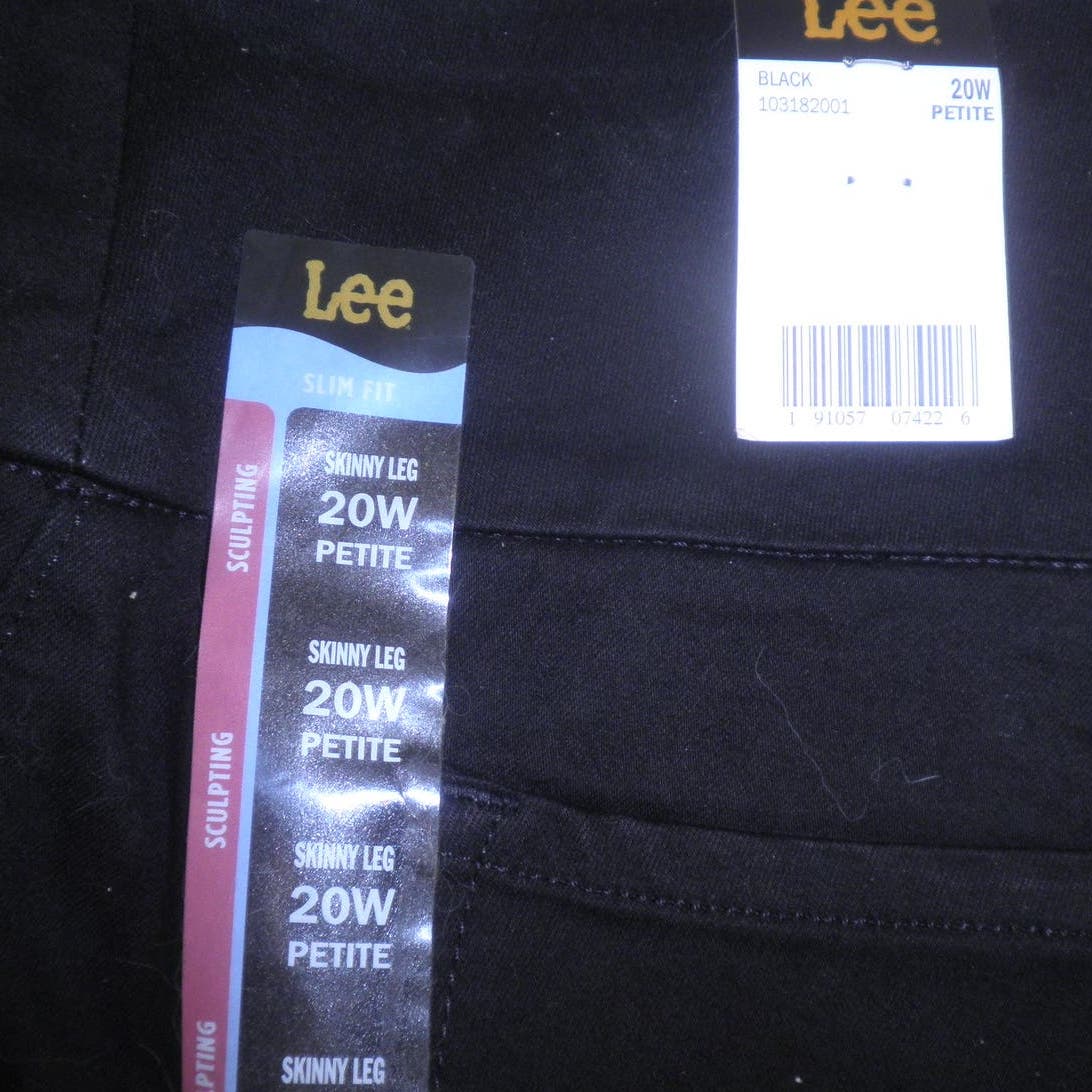 Lee
BLACK
103182001
20W
PETITE
1 91057 07422 6
Lee
SLIM FIT
SCULPTING
SKINNY LEG
20W
PETITE
SKINNY LEG
20W
PETITE
SCULPTING
SKINNY LEG
20W
PETITE
PTING
SKINNY LEG